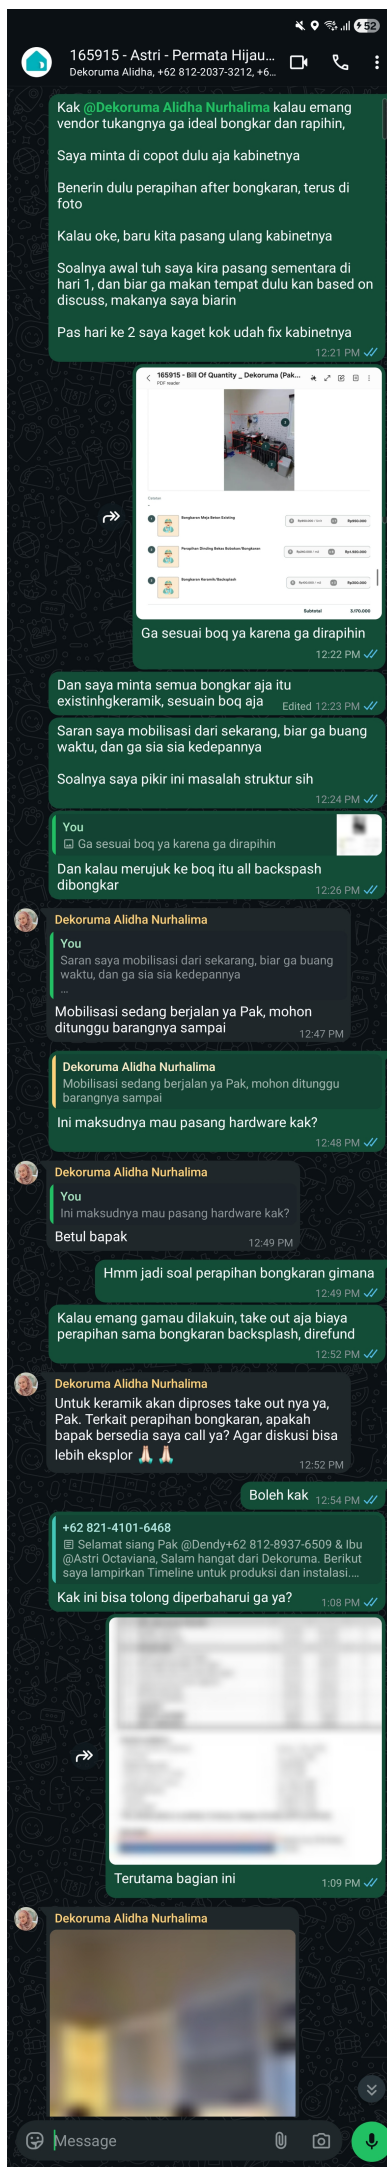 52
165915 - Astri - Permata Hijau...
Dekoruma Alidha, +62 812-2037-3212, +6...
Kak @Dekoruma Alidha Nurhalima kalau emang
vendor tukangnya ga ideal bongkar dan rapihin,
Saya minta di copot dulu aja kabinetnya
Benerin dulu perapihan after bongkaran, terus di
foto
Kalau oke, baru kita pasang ulang kabinetnya
Soalnya awal tuh saya kira pasang sementara di
hari 1, dan biar ga makan tempat dulu kan based on
discuss, makanya saya biarin
Pas hari ke 2 saya kaget kok udah fix kabinetnya
12:21 PM
165915 - Bill Of Quantity _ Dekoruma (Pak...
PDF reader
Bongkaran Meja Beton Existing
Perapihan Dinding Bekas Bobokan/Bongkaran
Bongkaran Keramik/Backsplash
Subtotal 3.170.000
Ga sesuai boq ya karena ga dirapihin
12:22 PM
Dan saya minta semua bongkar aja itu
existinhgkeramik, sesuain boq aja
Edited 12:23 PM
Saran saya mobilisasi dari sekarang, biar ga buang
waktu, dan ga sia sia kedepannya
Soalnya saya pikir ini masalah struktur sih
12:24 PM
You
Ga sesuai boq ya karena ga dirapihin
Dan kalau merujuk ke boq itu all backspash
dibongkar
12:26 PM
Dekoruma Alidha Nurhalima
You
Saran saya mobilisasi dari sekarang, biar ga buang
waktu, dan ga sia sia kedepannya
...
Mobilisasi sedang berjalan ya Pak, mohon
ditunggu barangnya sampai
12:47 PM
Dekoruma Alidha Nurhalima
Mobilisasi sedang berjalan ya Pak, mohon ditunggu
barangnya sampai
Ini maksudnya mau pasang hardware kak?
12:48 PM
Dekoruma Alidha Nurhalima
You
Ini maksudnya mau pasang hardware kak?
Betul bapak
12:49 PM
Hmm jadi soal perapihan bongkaran gimana
12:49 PM
Kalau emang gamau dilakuin, take out aja biaya
perapihan sama bongkaran backsplash, direfund
12:52 PM
Dekoruma Alidha Nurhalima
Untuk keramik akan diproses take out nya ya,
Pak. Terkait perapihan bongkaran, apakah
bapak bersedia saya call ya? Agar diskusi bisa
lebih eksplor 🙏🏻 🙏🏻
12:52 PM
Boleh kak
12:54 PM
+62 821-4101-6468
Selamat siang Pak @Dendy+62 812-8937-6509 & Ibu
@Astri Octaviana, Salam hangat dari Dekoruma. Berikut
saya lampirkan Timeline untuk produksi dan instalasi....
Kak ini bisa tolong diperbaharui ga ya?
1:08 PM
Terutama bagian ini
1:09 PM
Dekoruma Alidha Nurhalima
Message